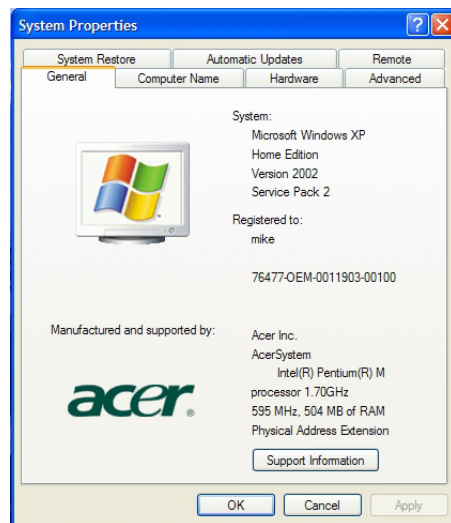 System Properties
System Restore
Automatic Updates
Remote
General
Computer Name
Hardware
Advanced
System:
Microsoft Windows XP
Home Edition
Version 2002
Service Pack 2
Registered to:
mike
76477-OEM-0011903-00100
Manufactured and supported by:
acer
Acer Inc.
AcerSystem
Intel(R) Pentium(R) M
processor 1.70GHz
595 MHz, 504 MB of RAM
Physical Address Extension
Support Information
OK
Cancel
Apply